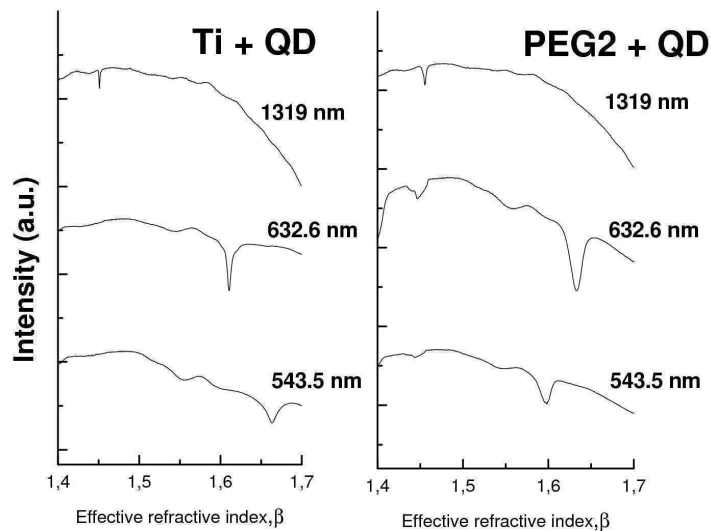 Ti + QD
PEG2 + QD
1319 nm
1319 nm
632.6 nm
632.6 nm
543.5 nm
543.5 nm
Intensity (a.u.)
1,4 1,5 1,6 1,7
1,4 1,5 1,6 1,7
Effective refractive index,β
Effective refractive index,β